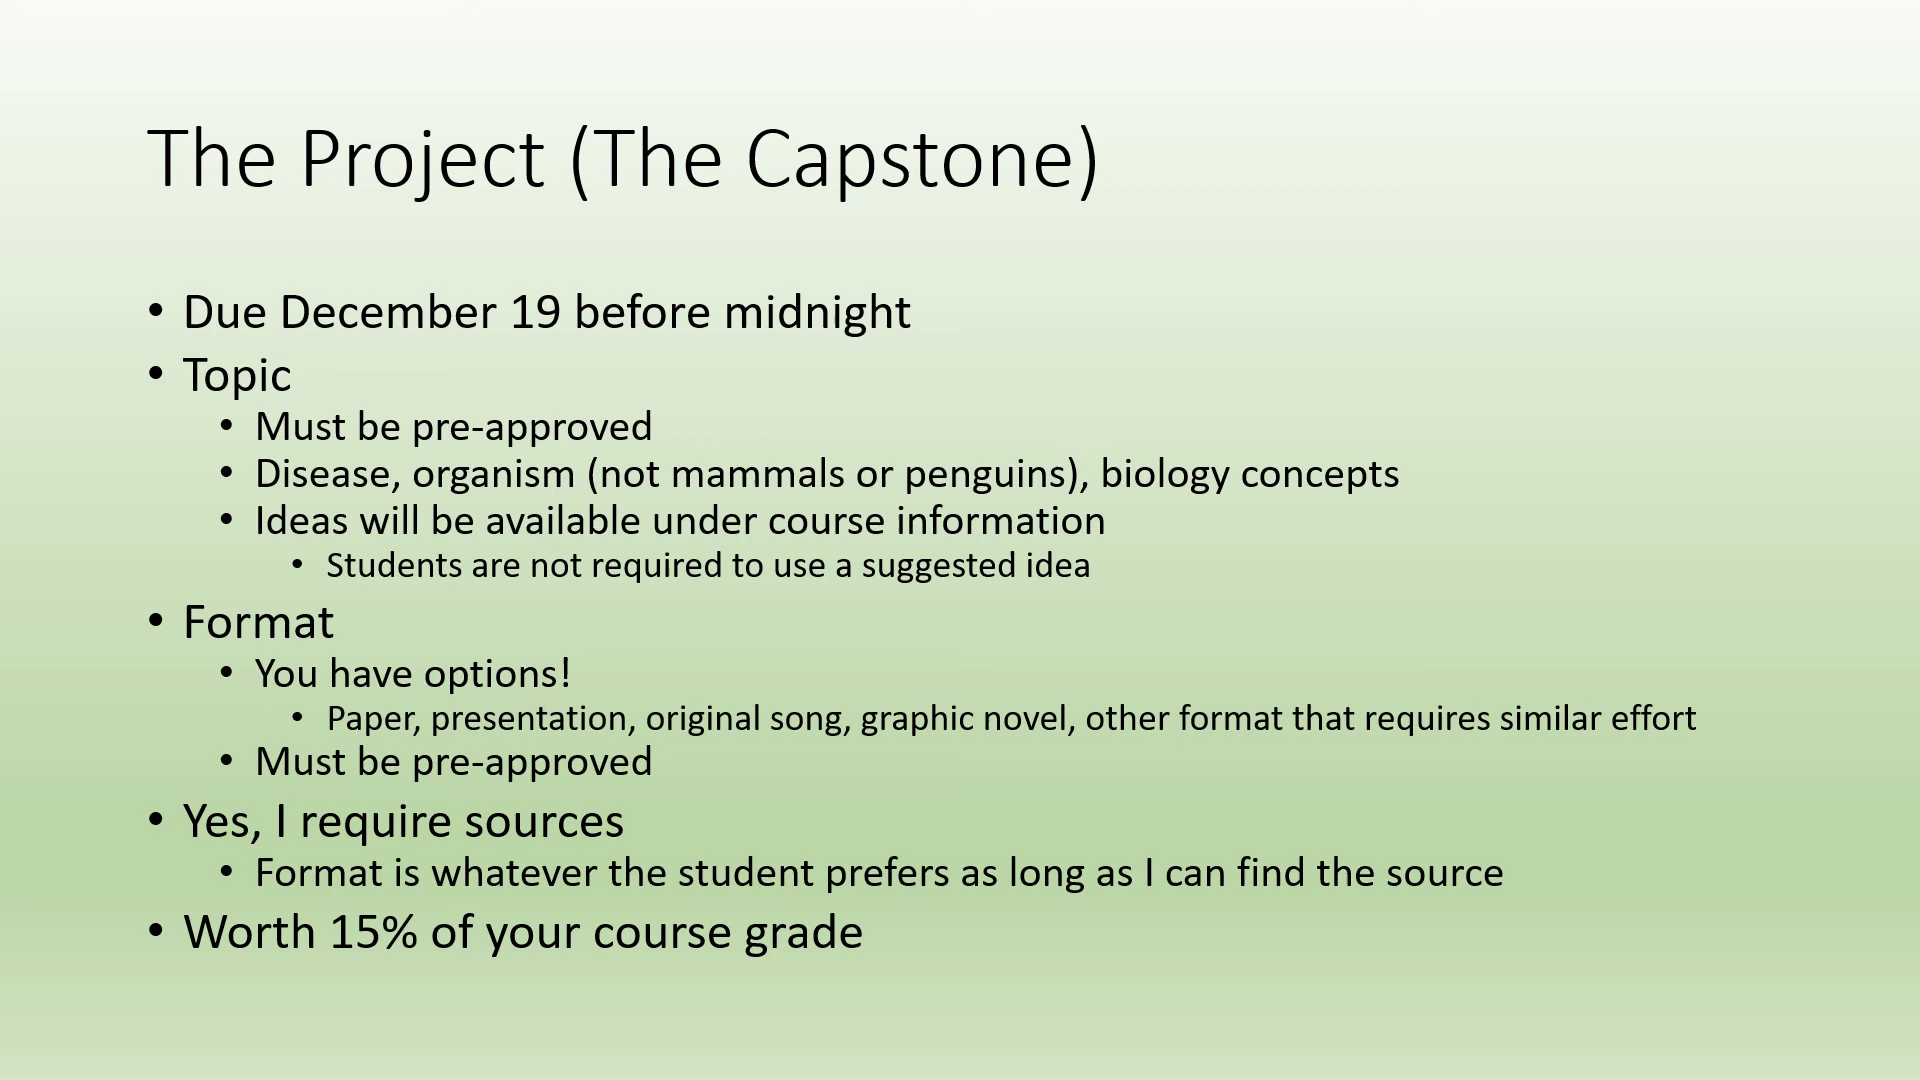 The Project (The Capstone)
• Due December 19 before midnight
• Topic
• Must be pre-approved
• Disease, organism (not mammals or penguins), biology concepts
• Ideas will be available under course information
• Students are not required to use a suggested idea
• Format
• You have options!
• Paper, presentation, original song, graphic novel, other format that requires similar effort
• Must be pre-approved
• Yes, I require sources
• Format is whatever the student prefers as long as I can find the source
• Worth 15% of your course grade